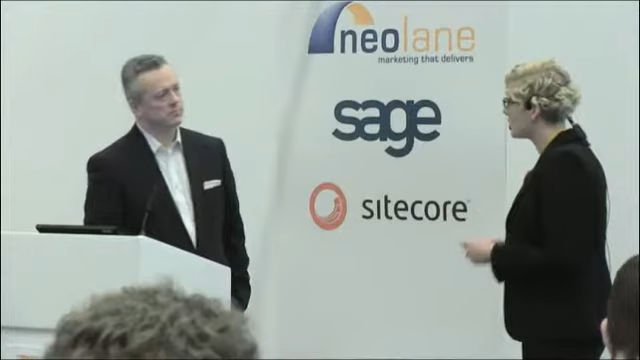 neolane
marketing that delivers
sage
sitecore